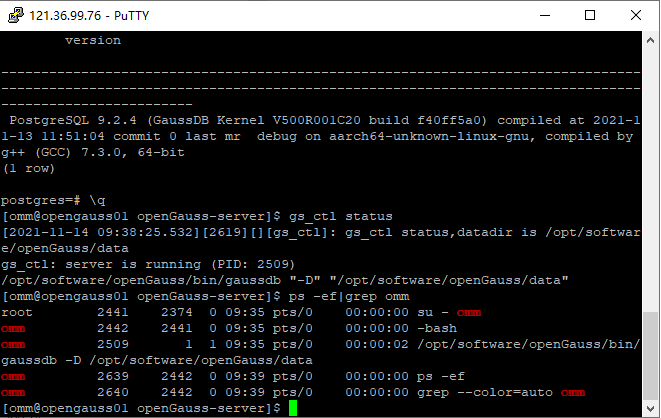 121.36.99.76 - PuTTY
version
--------------------------------------------------------------------------------
--------------------------------------------------------------------------------
------------------------
PostgreSQL 9.2.4 (GaussDB Kernel V500R001C20 build f40ff5a0) compiled at 2021-1
1-13 11:51:04 commit 0 last mr  debug on aarch64-unknown-linux-gnu, compiled by
g++ (GCC) 7.3.0, 64-bit
(1 row)
postgres=# \q
[omm@opengauss01 openGauss-server]$ gs_ctl status
[2021-11-14 09:38:25.532][2619][][gs_ctl]: gs_ctl status,datadir is /opt/softwar
e/openGauss/data
gs_ctl: server is running (PID: 2509)
/opt/software/openGauss/bin/gaussdb "-D" "/opt/software/openGauss/data"
[omm@opengauss01 openGauss-server]$ ps -ef|grep omm
root        2441    2374  0 09:35 pts/0    00:00:00 su - omm
omm         2442    2441  0 09:35 pts/0    00:00:00 -bash
omm         2509       1  1 09:35 pts/0    00:00:02 /opt/software/openGauss/bin/
gaussdb -D /opt/software/openGauss/data
omm         2639    2442  0 09:39 pts/0    00:00:00 ps -ef
omm         2640    2442  0 09:39 pts/0    00:00:00 grep --color=auto omm
[omm@opengauss01 openGauss-server]$